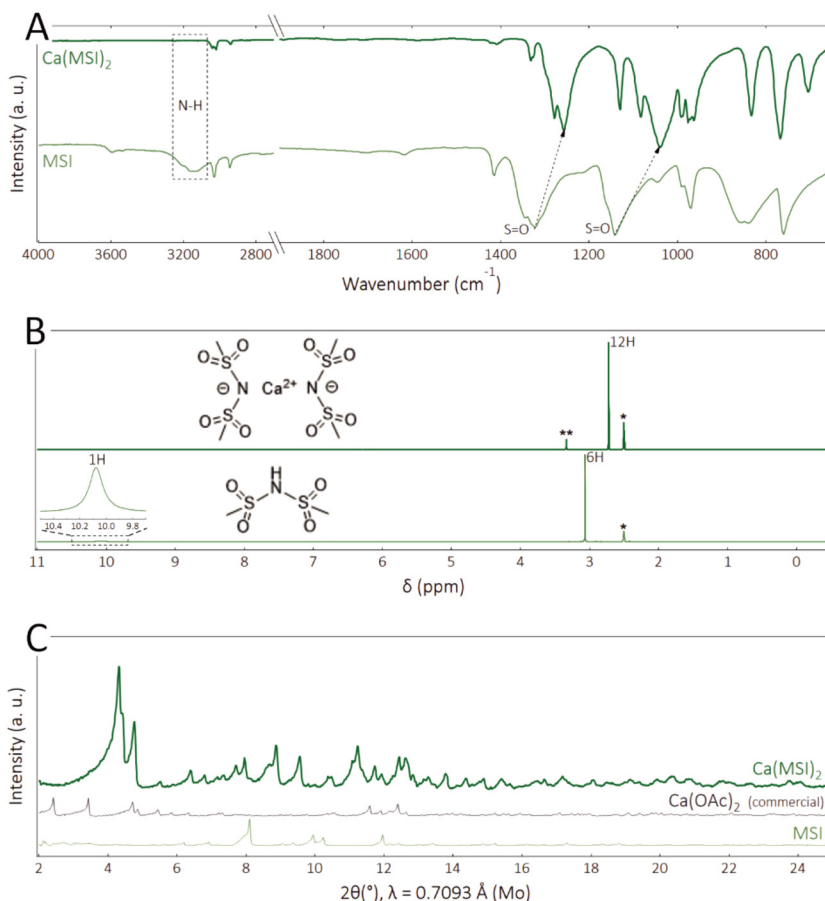 A
Ca(MSI)2
N-H
MSI
S=O
S=O
Intensity (a. u.)
4000 3600 3200 2800 1800 1600 1400 1200 1000 800
Wavenumber (cm-1)
B
12H
O O
S
O
⊖ N Ca2+ N ⊖
O
S
O O
**
*
1H
10.4 10.2 10.0 9.8
6H
H
O N O
S S
O O
*
11 10 9 8 7 6 5 4 3 2 1 0
δ (ppm)
C
Intensity (a. u.)
Ca(MSI)2
Ca(OAc)2 (commercial)
MSI
2 4 6 8 10 12 14 16 18 20 22 24
2θ(°), λ = 0.7093 Å (Mo)